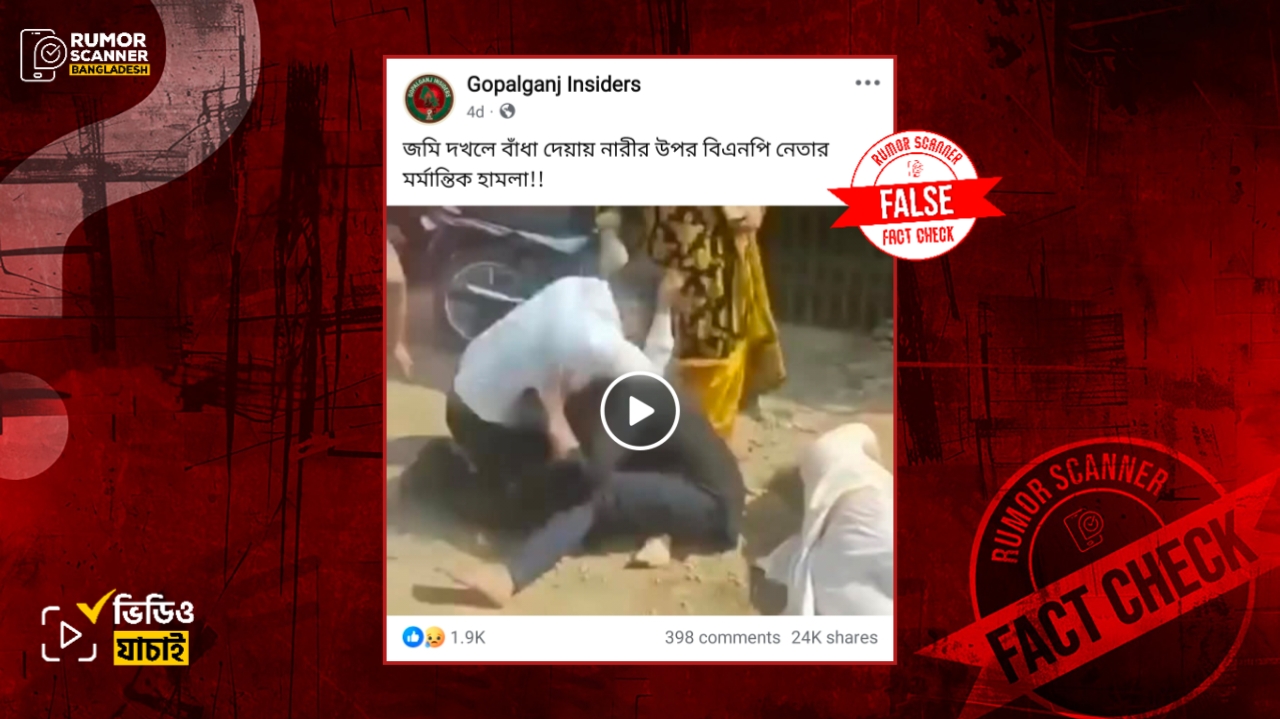 RUMOR
SCANNER
BANGLADESH
Gopalganj Insiders
4d
জমি দখলে বাঁধা দেয়ায় নারীর উপর বিএনপি নেতার
মর্মান্তিক হামলা!!
RUMOR SCANNER
FALSE
FACT CHECK
1.9K
398 comments 24K shares
ভিডিও
যাচাই
RUMOR SCANNER
FACT CHECK